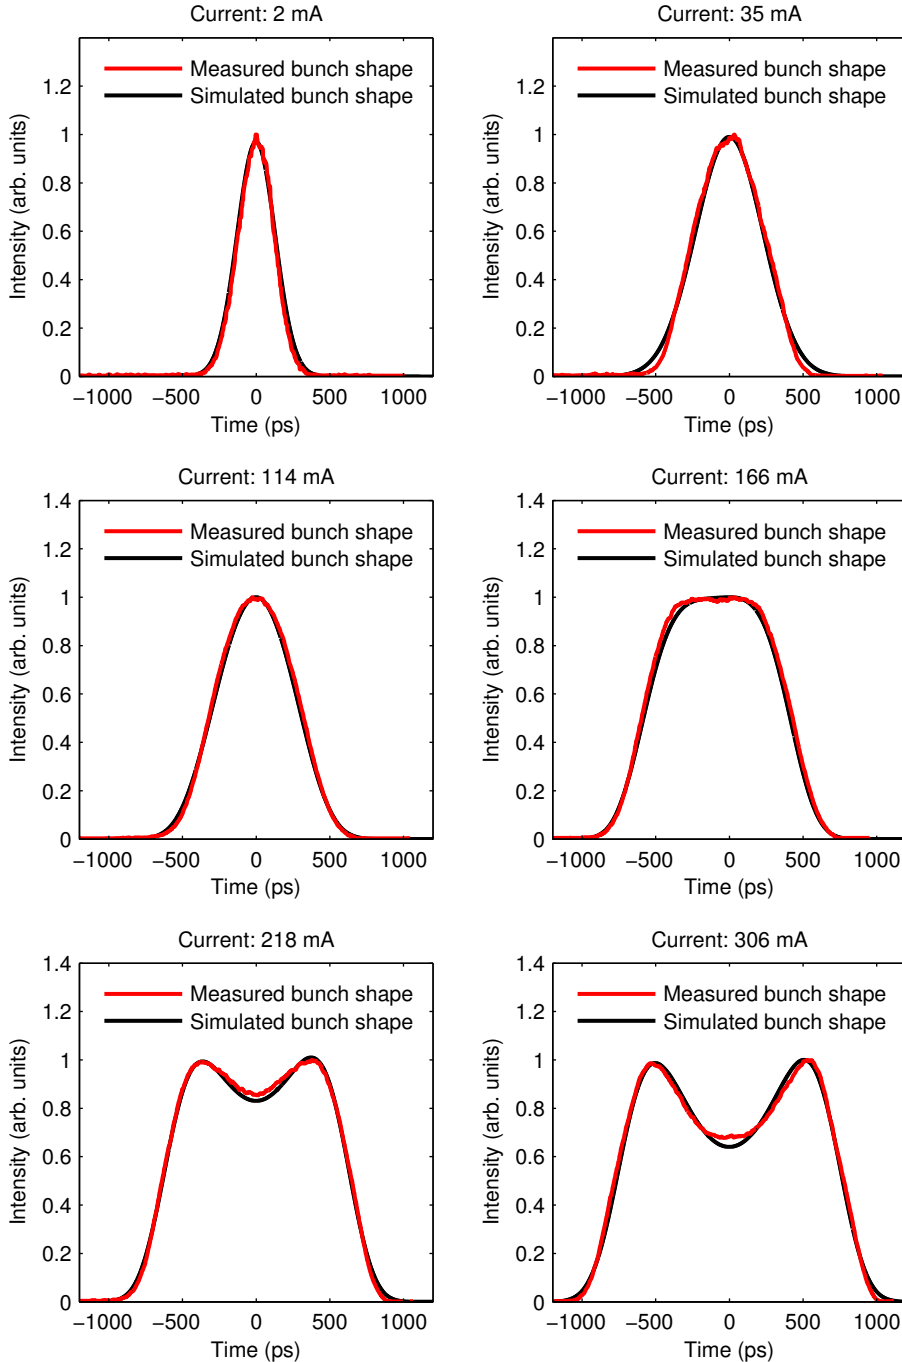 Current: 2 mA
Measured bunch shape
Simulated bunch shape
Intensity (arb. units)
1.2
1
0.8
0.6
0.4
0.2
0
−1000 −500 0 500 1000
Time (ps)
Current: 35 mA
Measured bunch shape
Simulated bunch shape
Intensity (arb. units)
1.2
1
0.8
0.6
0.4
0.2
0
−1000 −500 0 500 1000
Time (ps)
Current: 114 mA
Measured bunch shape
Simulated bunch shape
Intensity (arb. units)
1.4
1.2
1
0.8
0.6
0.4
0.2
0
−1000 −500 0 500 1000
Time (ps)
Current: 166 mA
Measured bunch shape
Simulated bunch shape
Intensity (arb. units)
1.4
1.2
1
0.8
0.6
0.4
0.2
0
−1000 −500 0 500 1000
Time (ps)
Current: 218 mA
Measured bunch shape
Simulated bunch shape
Intensity (arb. units)
1.4
1.2
1
0.8
0.6
0.4
0.2
0
−1000 −500 0 500 1000
Time (ps)
Current: 306 mA
Measured bunch shape
Simulated bunch shape
Intensity (arb. units)
1.4
1.2
1
0.8
0.6
0.4
0.2
0
−1000 −500 0 500 1000
Time (ps)